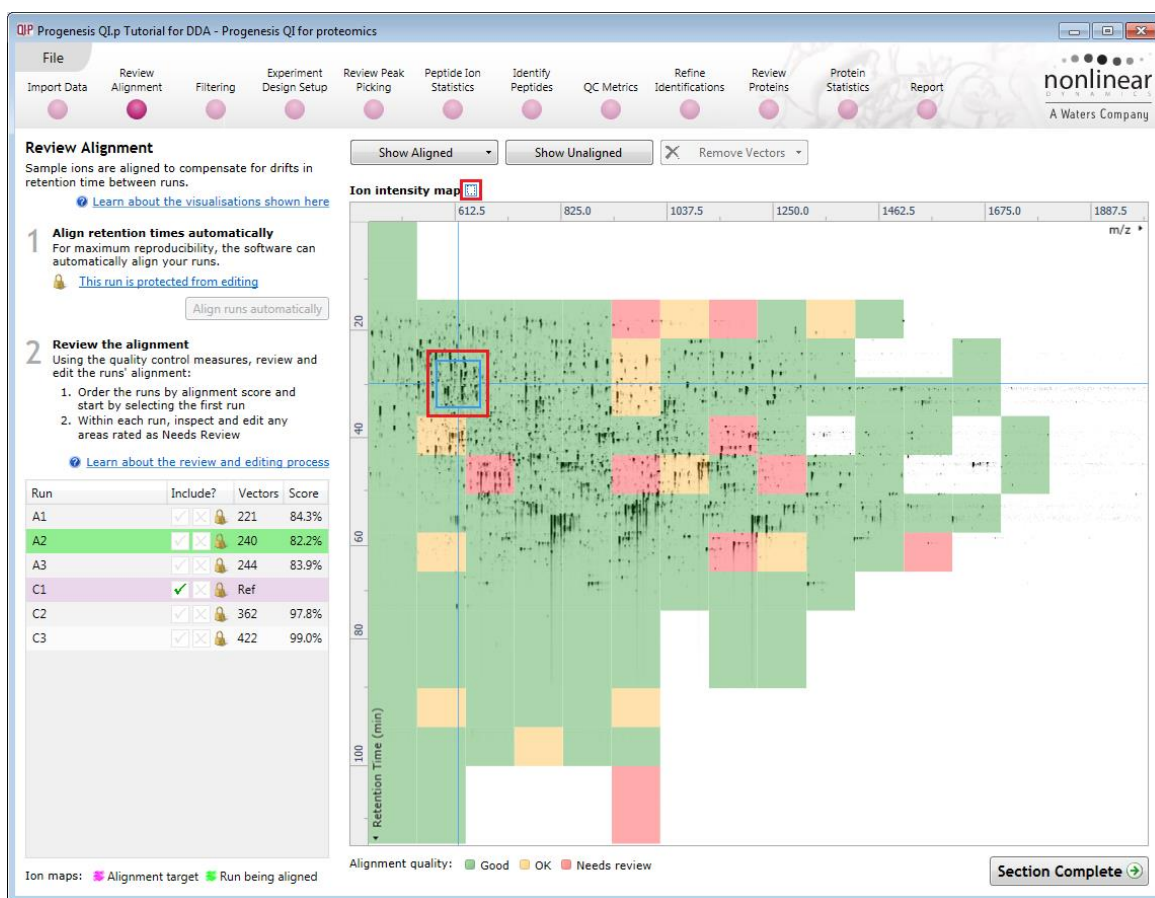 QIP Progenesis QI.p Tutorial for DDA - Progenesis QI for proteomics
File
Import Data
Review Alignment
Filtering
Experiment Design Setup
Review Peak Picking
Peptide Ion Statistics
Identify Peptides
QC Metrics
Refine Identifications
Review Proteins
Protein Statistics
Report
nonlinear
DYNAMICS
A Waters Company
Review Alignment
Sample ions are aligned to compensate for drifts in
retention time between runs.
Learn about the visualisations shown here
1 Align retention times automatically
For maximum reproducibility, the software can
automatically align your runs.
This run is protected from editing
Align runs automatically
2 Review the alignment
Using the quality control measures, review and
edit the runs' alignment:
1. Order the runs by alignment score and
start by selecting the first run
2. Within each run, inspect and edit any
areas rated as Needs Review
Learn about the review and editing process
Run Include? Vectors Score
A1 221 84.3%
A2 240 82.2%
A3 244 83.9%
C1 Ref
C2 362 97.8%
C3 422 99.0%
Ion maps: Alignment target Run being aligned
Show Aligned Show Unaligned Remove Vectors
Ion intensity map
612.5 825.0 1037.5 1250.0 1462.5 1675.0 1887.5
m/z
20
40
60
80
100
Retention Time (min)
Alignment quality: Good OK Needs review
Section Complete